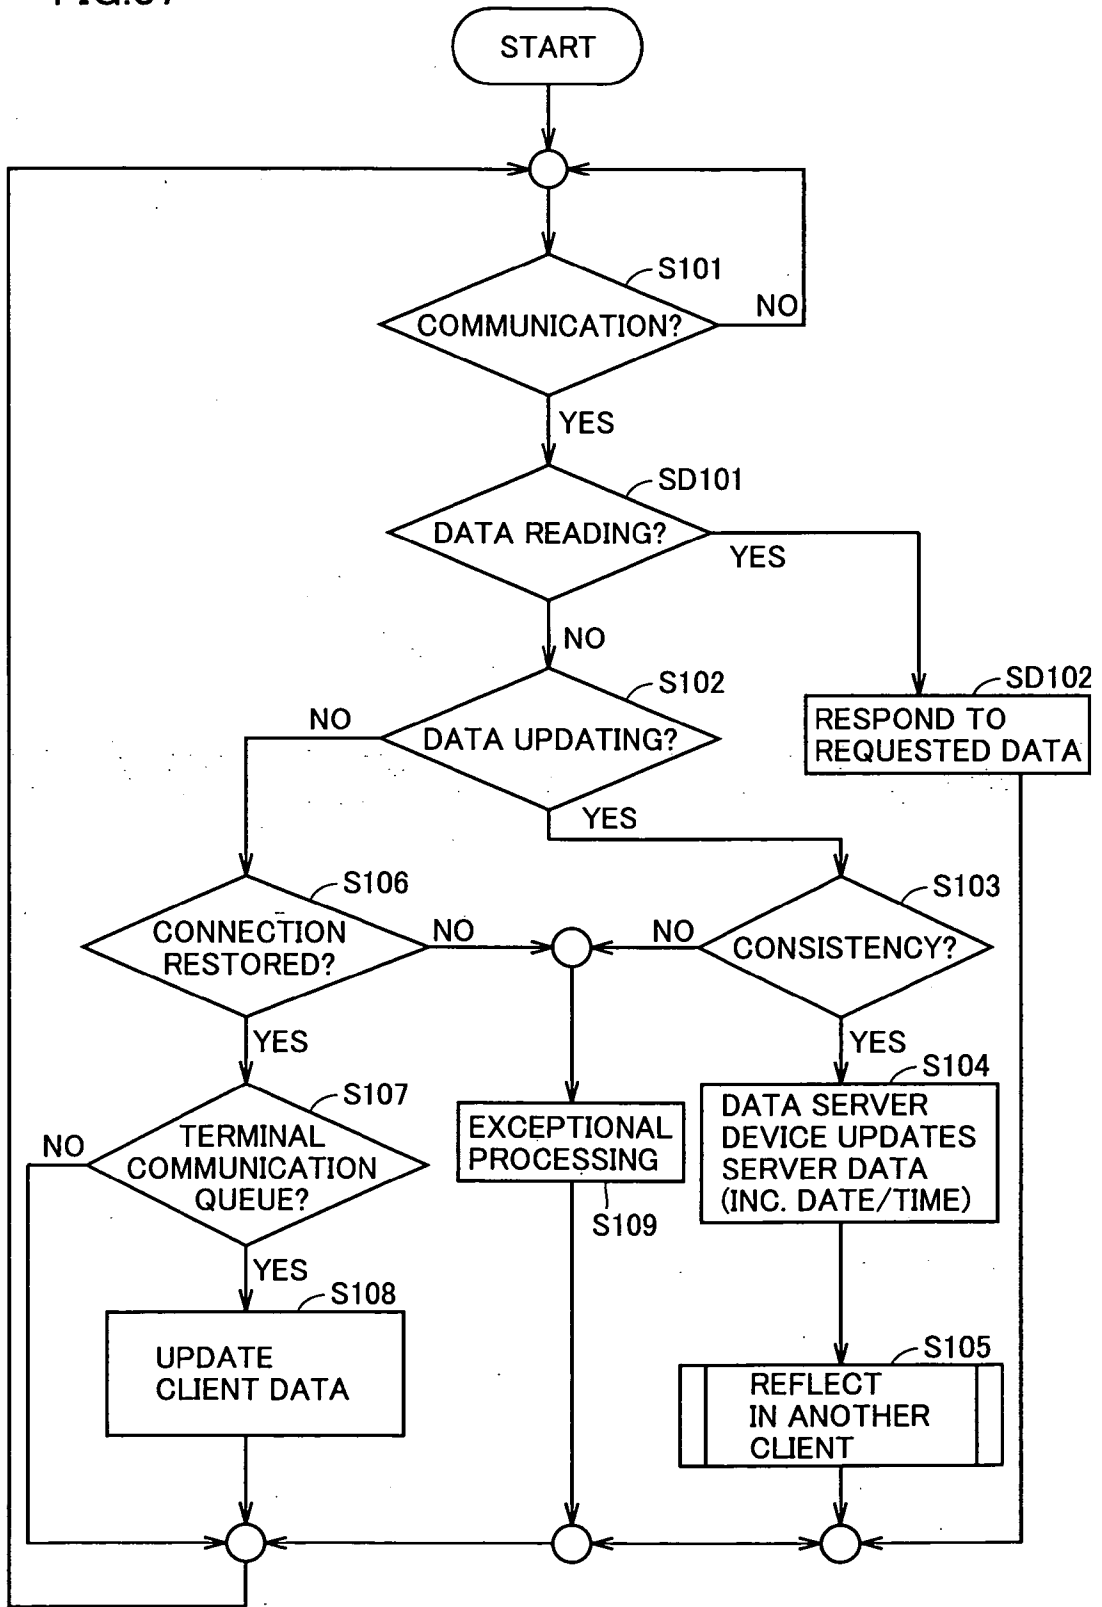 START
S101
COMMUNICATION?
NO
YES
SD101
DATA READING?
YES
NO
S102
DATA UPDATING?
NO
YES
SD102
RESPOND TO
REQUESTED DATA
S106
CONNECTION
RESTORED?
NO
YES
S103
CONSISTENCY?
NO
YES
S107
TERMINAL
COMMUNICATION
QUEUE?
NO
YES
EXCEPTIONAL
PROCESSING
S109
S104
DATA SERVER
DEVICE UPDATES
SERVER DATA
(INC. DATE/TIME)
S108
UPDATE
CLIENT DATA
S105
REFLECT
IN ANOTHER
CLIENT